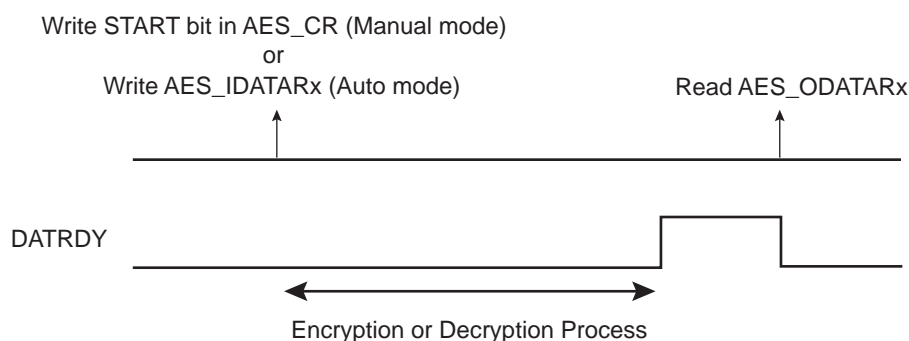 Write START bit in AES_CR (Manual mode)
or
Write AES_IDATARx (Auto mode)
Read AES_ODATARx
DATRDY
Encryption or Decryption Process